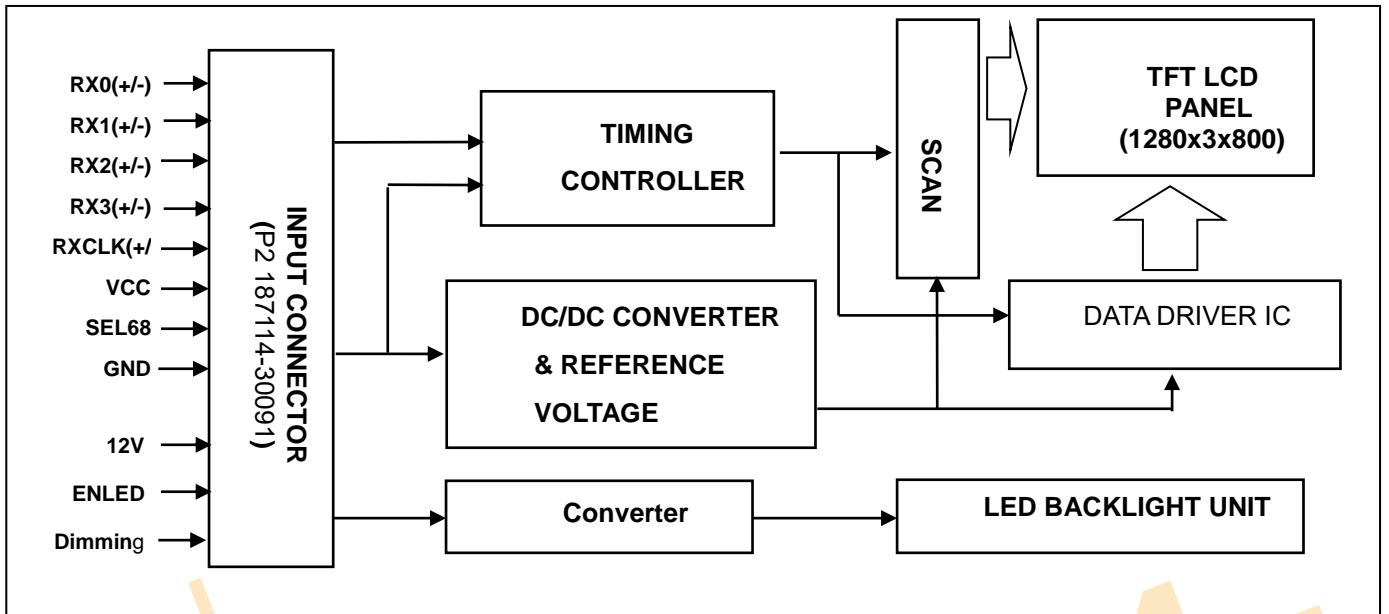 RX0(+/-)
RX1(+/-)
RX2(+/-)
RX3(+/-)
RXCLK(+/
VCC
SEL68
GND
12V
ENLED
Dimming
INPUT CONNECTOR
(P2 187114-30091)
TIMING
CONTROLLER
DC/DC CONVERTER
& REFERENCE
VOLTAGE
Converter
SCAN
TFT LCD
PANEL
(1280x3x800)
DATA DRIVER IC
LED BACKLIGHT UNIT